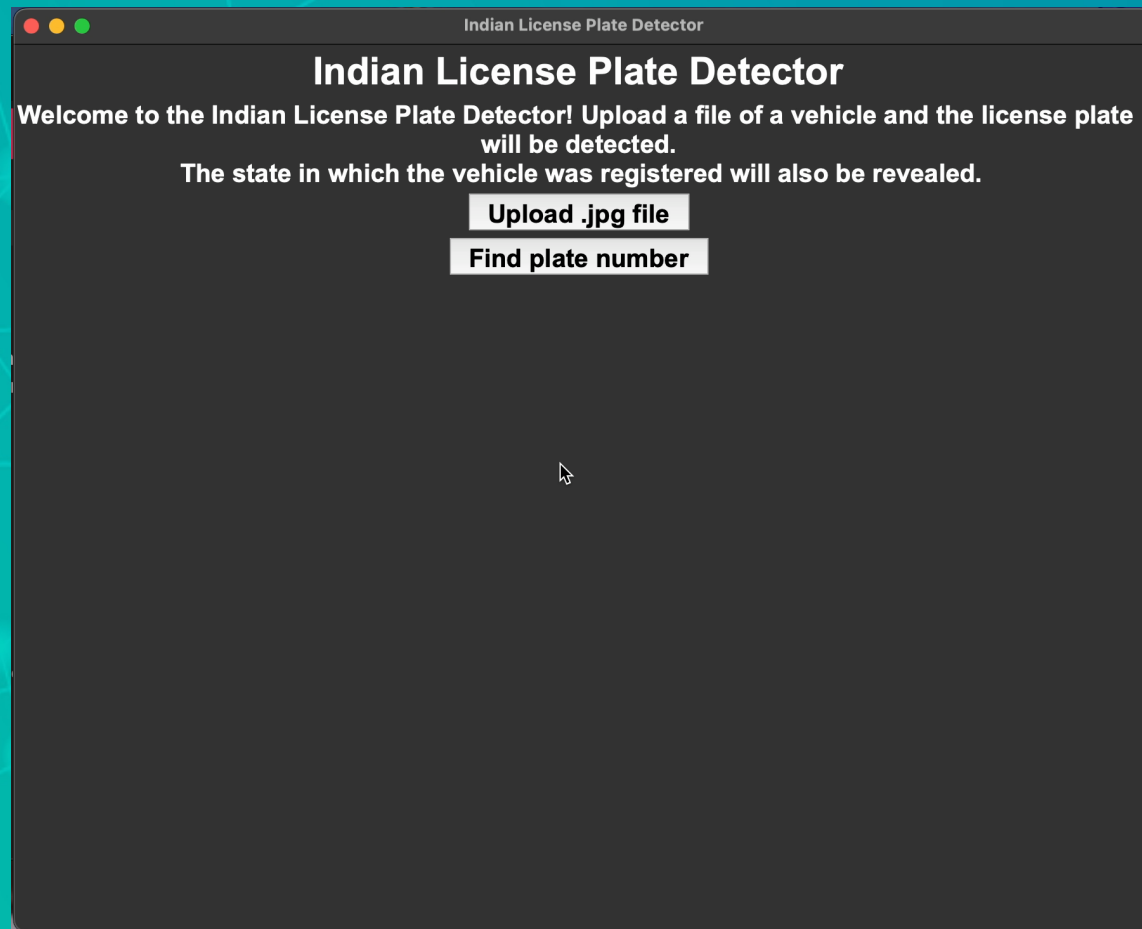 Indian License Plate Detector
Indian License Plate Detector
Welcome to the Indian License Plate Detector! Upload a file of a vehicle and the license plate
will be detected.
The state in which the vehicle was registered will also be revealed.
Upload .jpg file
Find plate number